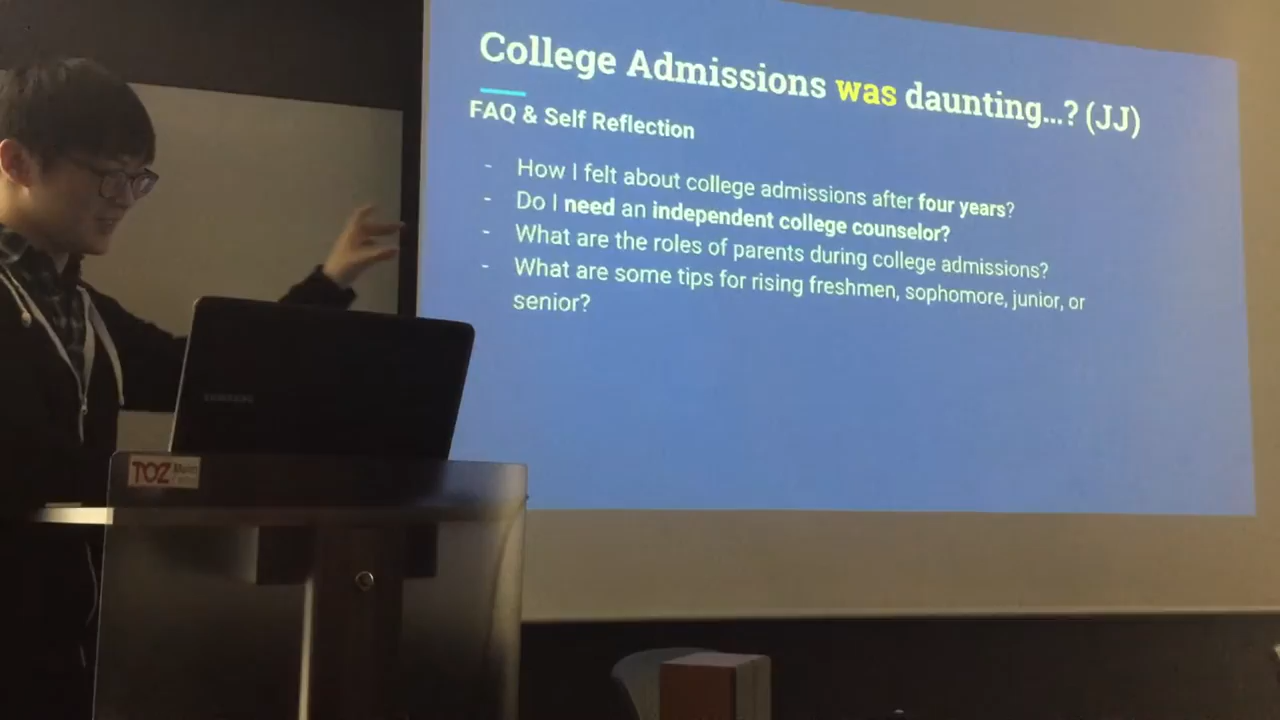 College Admissions was daunting...? (JJ)
FAQ & Self Reflection
- How I felt about college admissions after four years?
- Do I need an independent college counselor?
- What are the roles of parents during college admissions?
- What are some tips for rising freshmen, sophomore, junior, or
senior?
SAMSUNG
TOZ